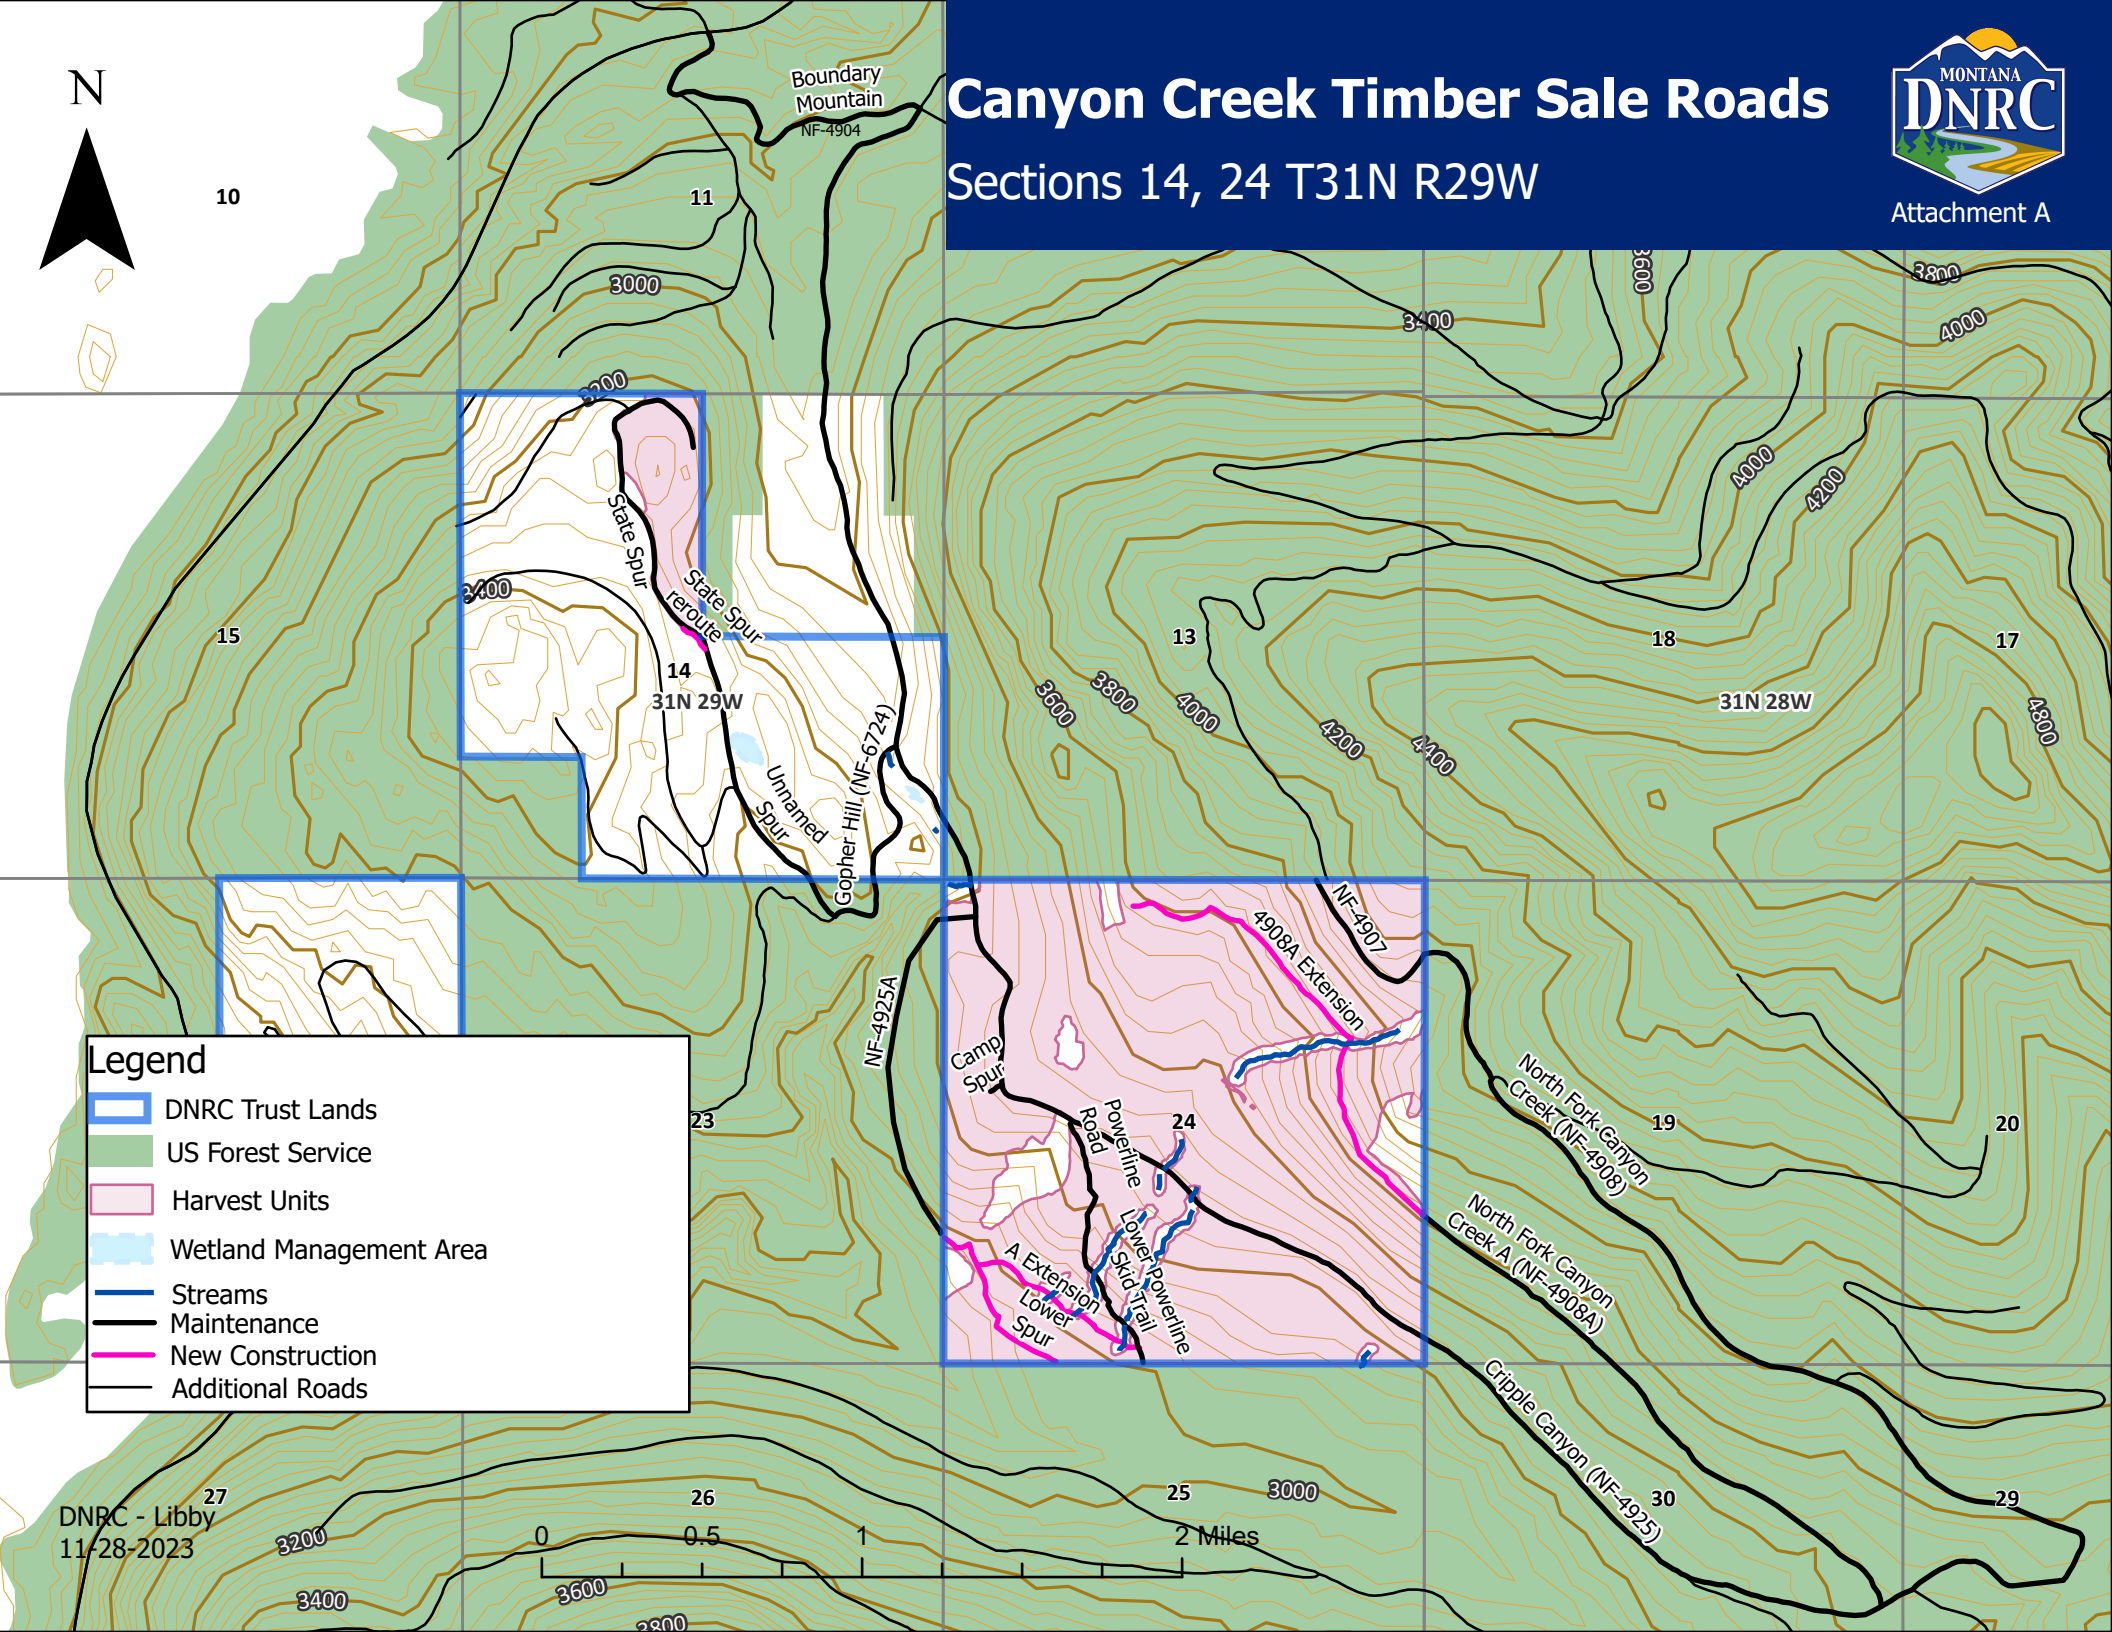 Canyon Creek Timber Sale Roads
Sections 14, 24 T31N R29W
MONTANA
DNRC
Attachment A
N
Boundary
Mountain
NF-4904
10
11
3000
3600
3800
3400
4000
3200
4000
4200
State Spur
State Spur
reroute
3400
15
14
31N 29W
13
18
17
31N 28W
3600
3800
4000
4200
4400
4800
Unnamed
Spur
Gopher Hill (NF-6724)
NF-4907
4908A Extension
NF-4925A
Camp
Spur
Powerline
Road
24
23
19
20
North Fork Canyon
Creek (NF-4908)
North Fork Canyon
Creek A (NF-4908A)
Lower Powerline
Skid Trail
A Extension
Lower
Spur
Cripple Canyon (NF-4925)
Legend
DNRC Trust Lands
US Forest Service
Harvest Units
Wetland Management Area
Streams
Maintenance
New Construction
Additional Roads
27
26
25
3000
30
29
DNRC - Libby
11-28-2023
3200
3400
3600
3800
0 0.5 1 2 Miles